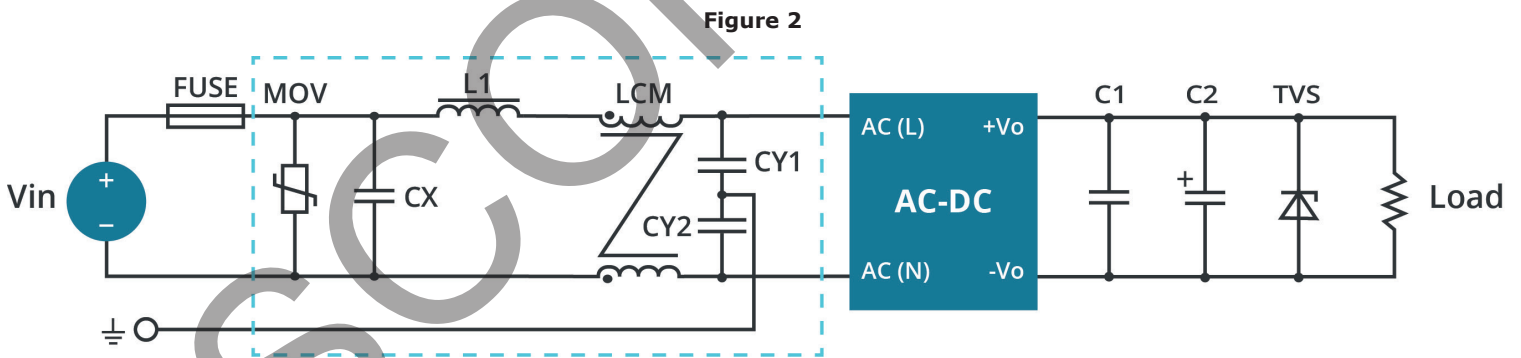 Figure 2
FUSE
MOV
L1
LCM
C1
C2
TVS
AC (L)
+Vo
CY1
+
Vin
−
CX
AC-DC
+
Load
CY2
AC (N)
-Vo